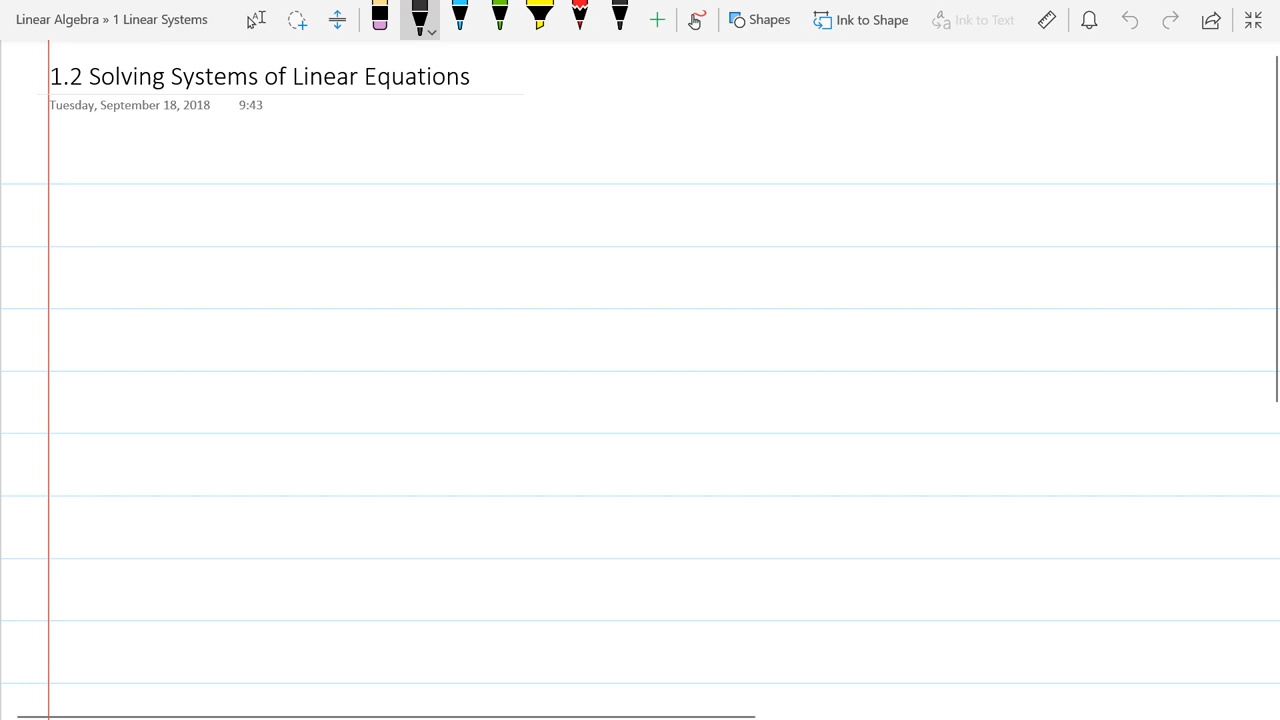 Linear Algebra » 1 Linear Systems
Shapes
Ink to Shape
Ink to Text
1.2 Solving Systems of Linear Equations
Tuesday, September 18, 2018 9:43